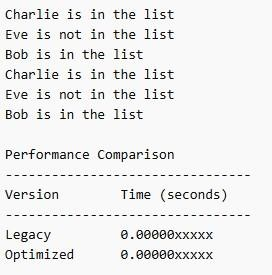 Charlie is in the list
Eve is not in the list
Bob is in the list
Charlie is in the list
Eve is not in the list
Bob is in the list
Performance Comparison
-------------------------------
Version        Time (seconds)
-------------------------------
Legacy         0.00000xxxxx
Optimized      0.00000xxxxx